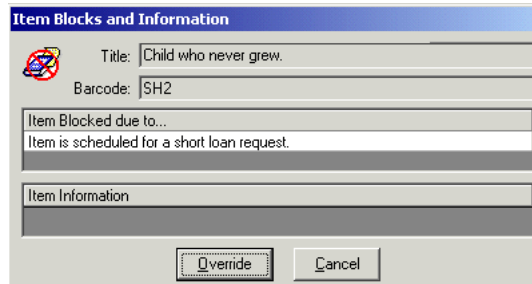 Item Blocks and Information
Title: Child who never grew.
Barcode: SH2
Item Blocked due to...
Item is scheduled for a short loan request.
Item Information
Override Cancel